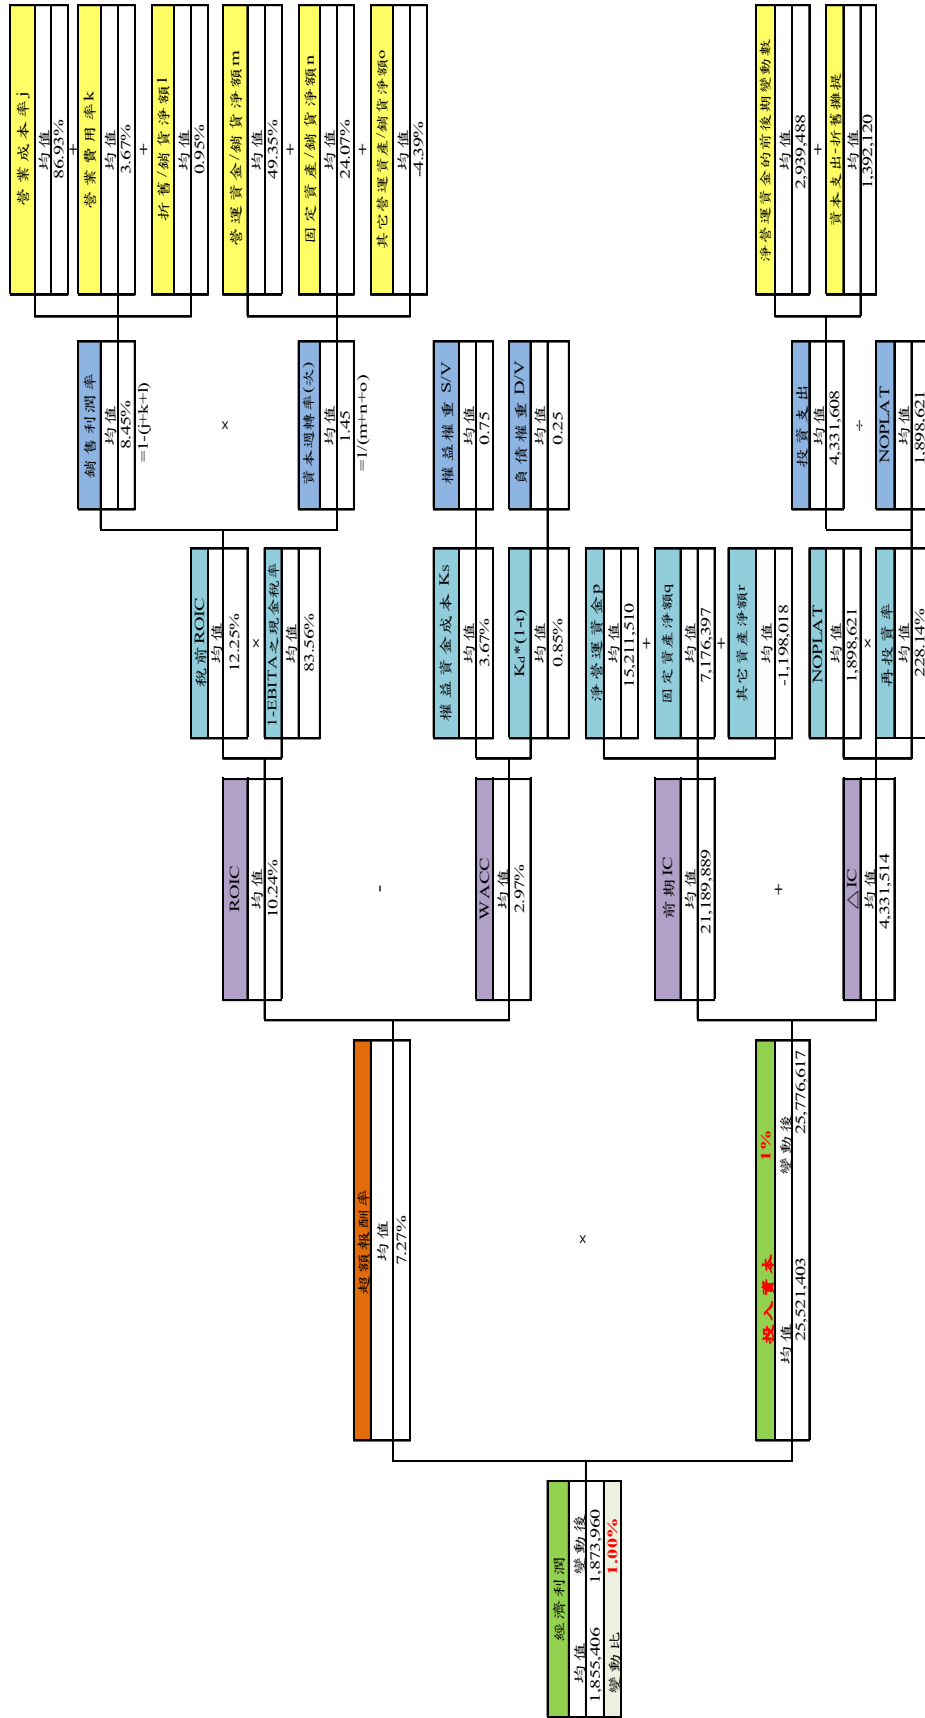 經濟利潤
均值 變動後
1,855,406 1,873,960
變動比 1.00%
超額報酬率
均值
7.27%
×
投入資本 1%
均值 變動後
25,521,403 25,776,617
ROIC
均值
10.24%
-
WACC
均值
2.97%
前期IC
均值
21,189,889
+
△IC
均值
4,331,514
稅前ROIC
均值
12.25%
×
1-EBITA之現金稅率
均值
83.56%
權益資金成本 Ks
均值
3.67%
Kd*(1-t)
均值
0.85%
淨營運資金p
均值
15,211,510
+
固定資產淨額q
均值
7,176,397
+
其它資產淨額r
均值
-1,198,018
NOPLAT
均值
1,898,621
×
再投資率
均值
228.14%
銷售利潤率
均值
8.45%
=1-(j+k+l)
×
資本週轉率(次)
均值
1.45
=1/(m+n+o)
權益權重 S/V
均值
0.75
負債權重 D/V
均值
0.25
投資支出
均值
4,331,608
÷
NOPLAT
均值
1,898,621
營業成本率j
均值
86.93%
+
營業費用率k
均值
3.67%
+
折舊/銷貨淨額l
均值
0.95%
營運資金/銷貨淨額m
均值
49.35%
+
固定資產/銷貨淨額n
均值
24.07%
+
其它營運資產/銷貨淨額o
均值
-4.39%
淨營運資金的前後期變動數
均值
2,939,488
+
資本支出-折舊攤提
均值
1,392,120